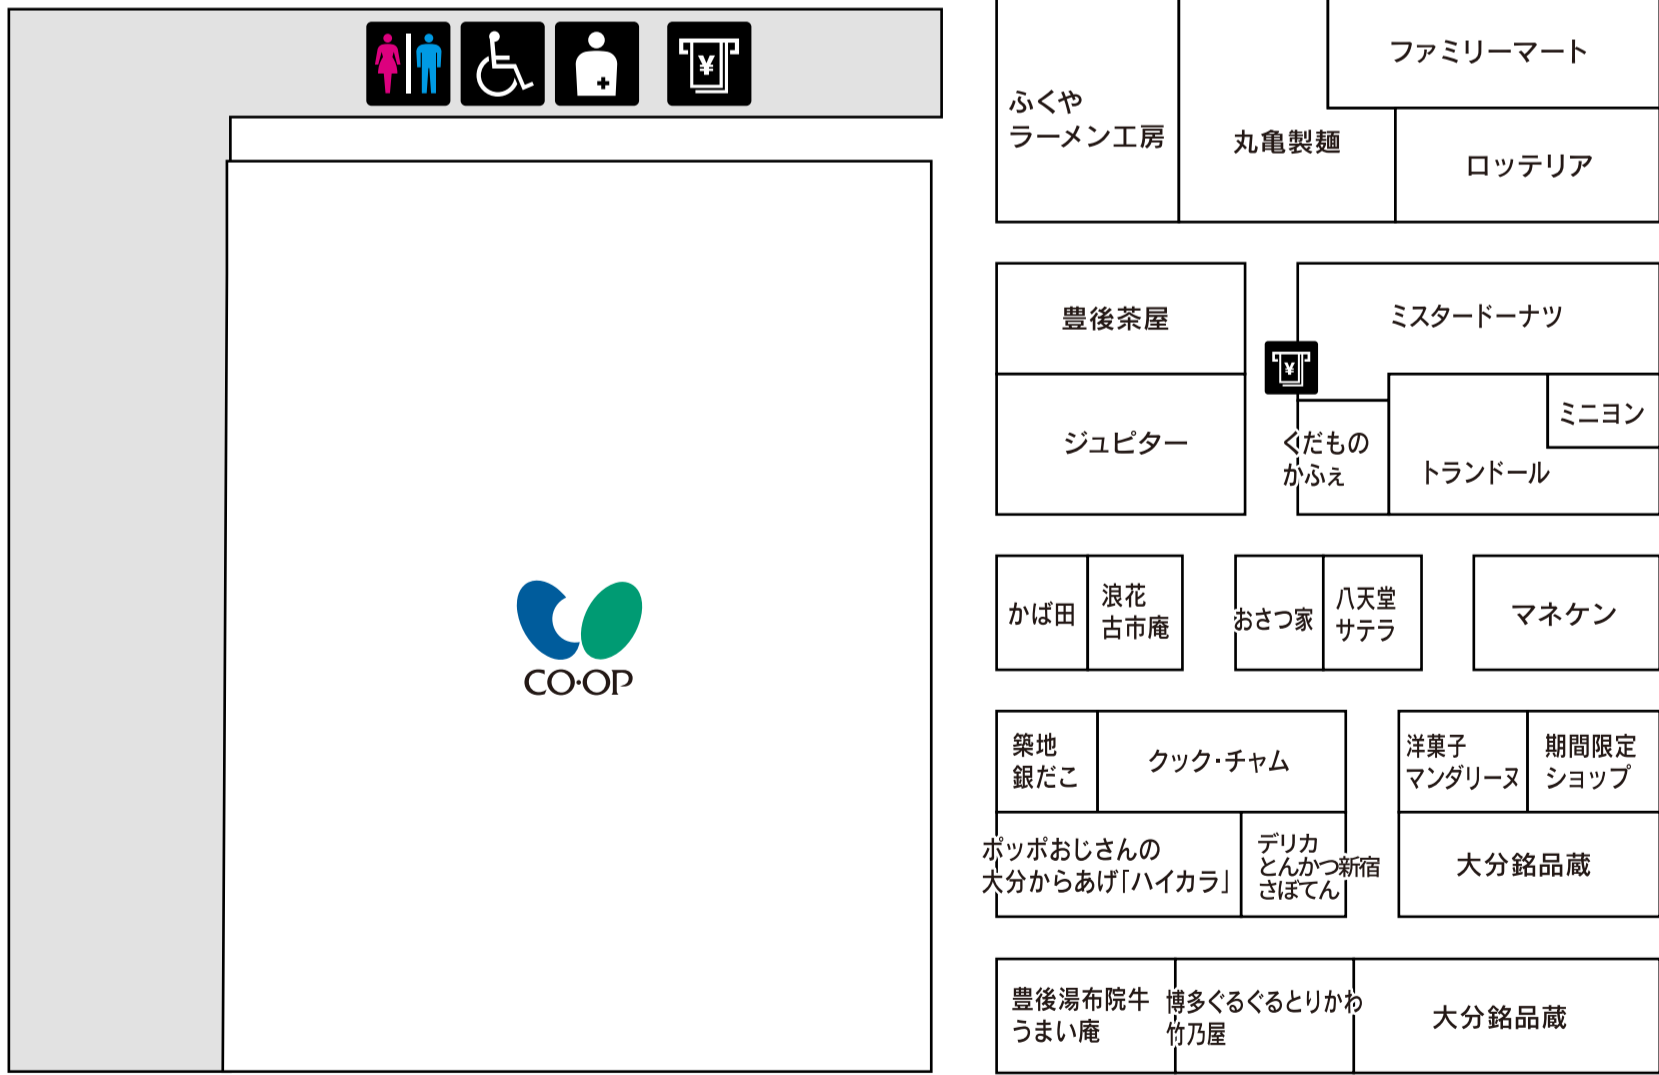 ファミリーマート
ふくや
ラーメン工房
丸亀製麺
ロッテリア
豊後茶屋
ミスタードーナツ
ジュピター
くだもの
かふぇ
トランドール
ミニヨン
かば田
浪花
古市庵
おさつ家
八天堂
サテラ
マネケン
CO·OP
築地
銀だこ
クック・チャム
洋菓子
マンダリーヌ
期間限定
ショップ
ポッポおじさんの
大分からあげ「ハイカラ」
デリカ
とんかつ新宿
さぼてん
大分銘品蔵
豊後湯布院牛
うまい庵
博多ぐるぐるとりかわ
竹乃屋
大分銘品蔵
¥
¥